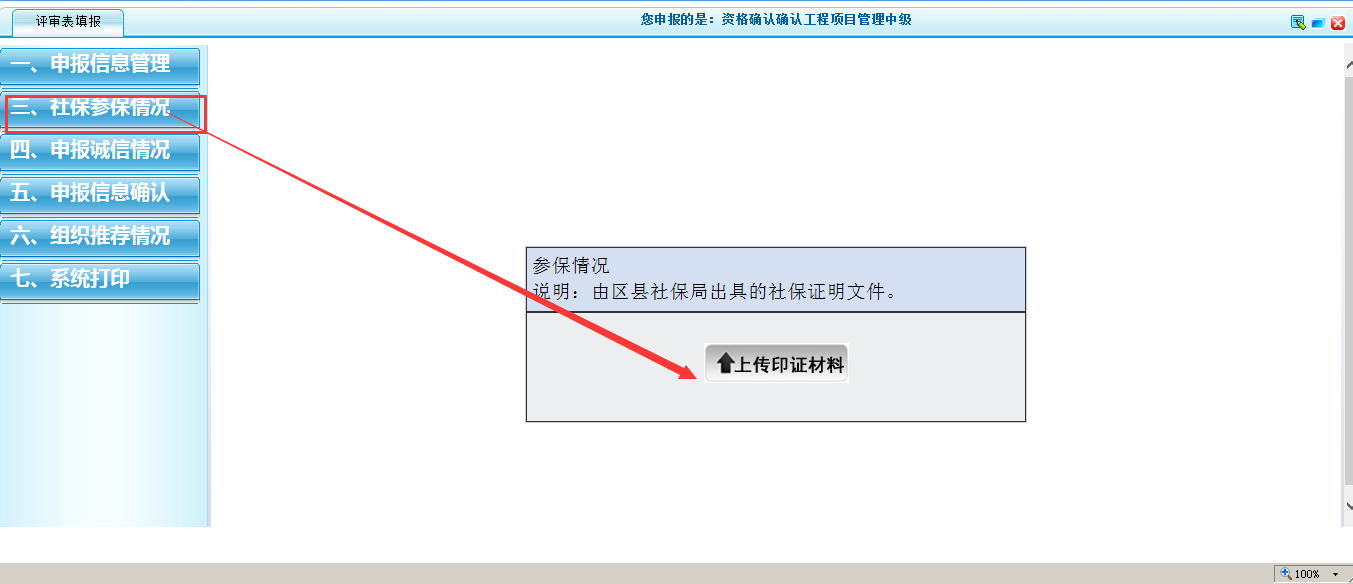 评审表填报
您申报的是：资格确认确认工程项目管理中级
一、申报信息管理
三、社保参保情况
四、申报诚信情况
五、申报信息确认
六、组织推荐情况
七、系统打印
参保情况
说明：由区县社保局出具的社保证明文件。
上传印证材料
100%